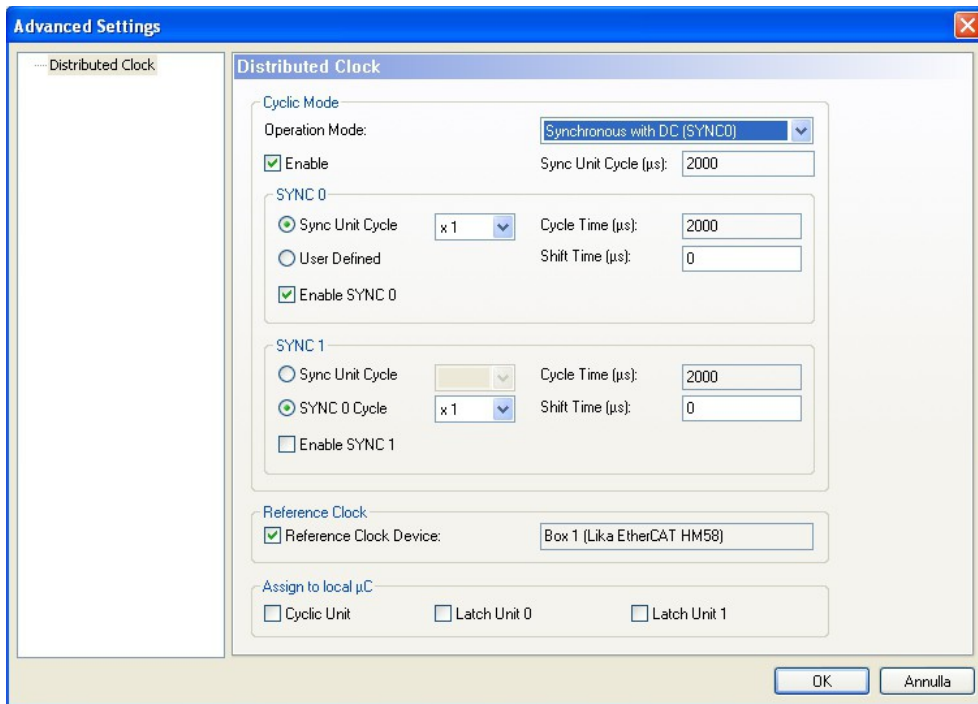 Advanced Settings
Distributed Clock
Distributed Clock
Cyclic Mode
Operation Mode: Synchronous with DC (SYNC0)
Enable Sync Unit Cycle (µs): 2000
SYNC 0
Sync Unit Cycle x 1 Cycle Time (µs): 2000
User Defined Shift Time (µs): 0
Enable SYNC 0
SYNC 1
Sync Unit Cycle Cycle Time (µs): 2000
SYNC 0 Cycle x 1 Shift Time (µs): 0
Enable SYNC 1
Reference Clock
Reference Clock Device: Box 1 (Lika EtherCAT HM58)
Assign to local µC
Cyclic Unit Latch Unit 0 Latch Unit 1
OK Annulla